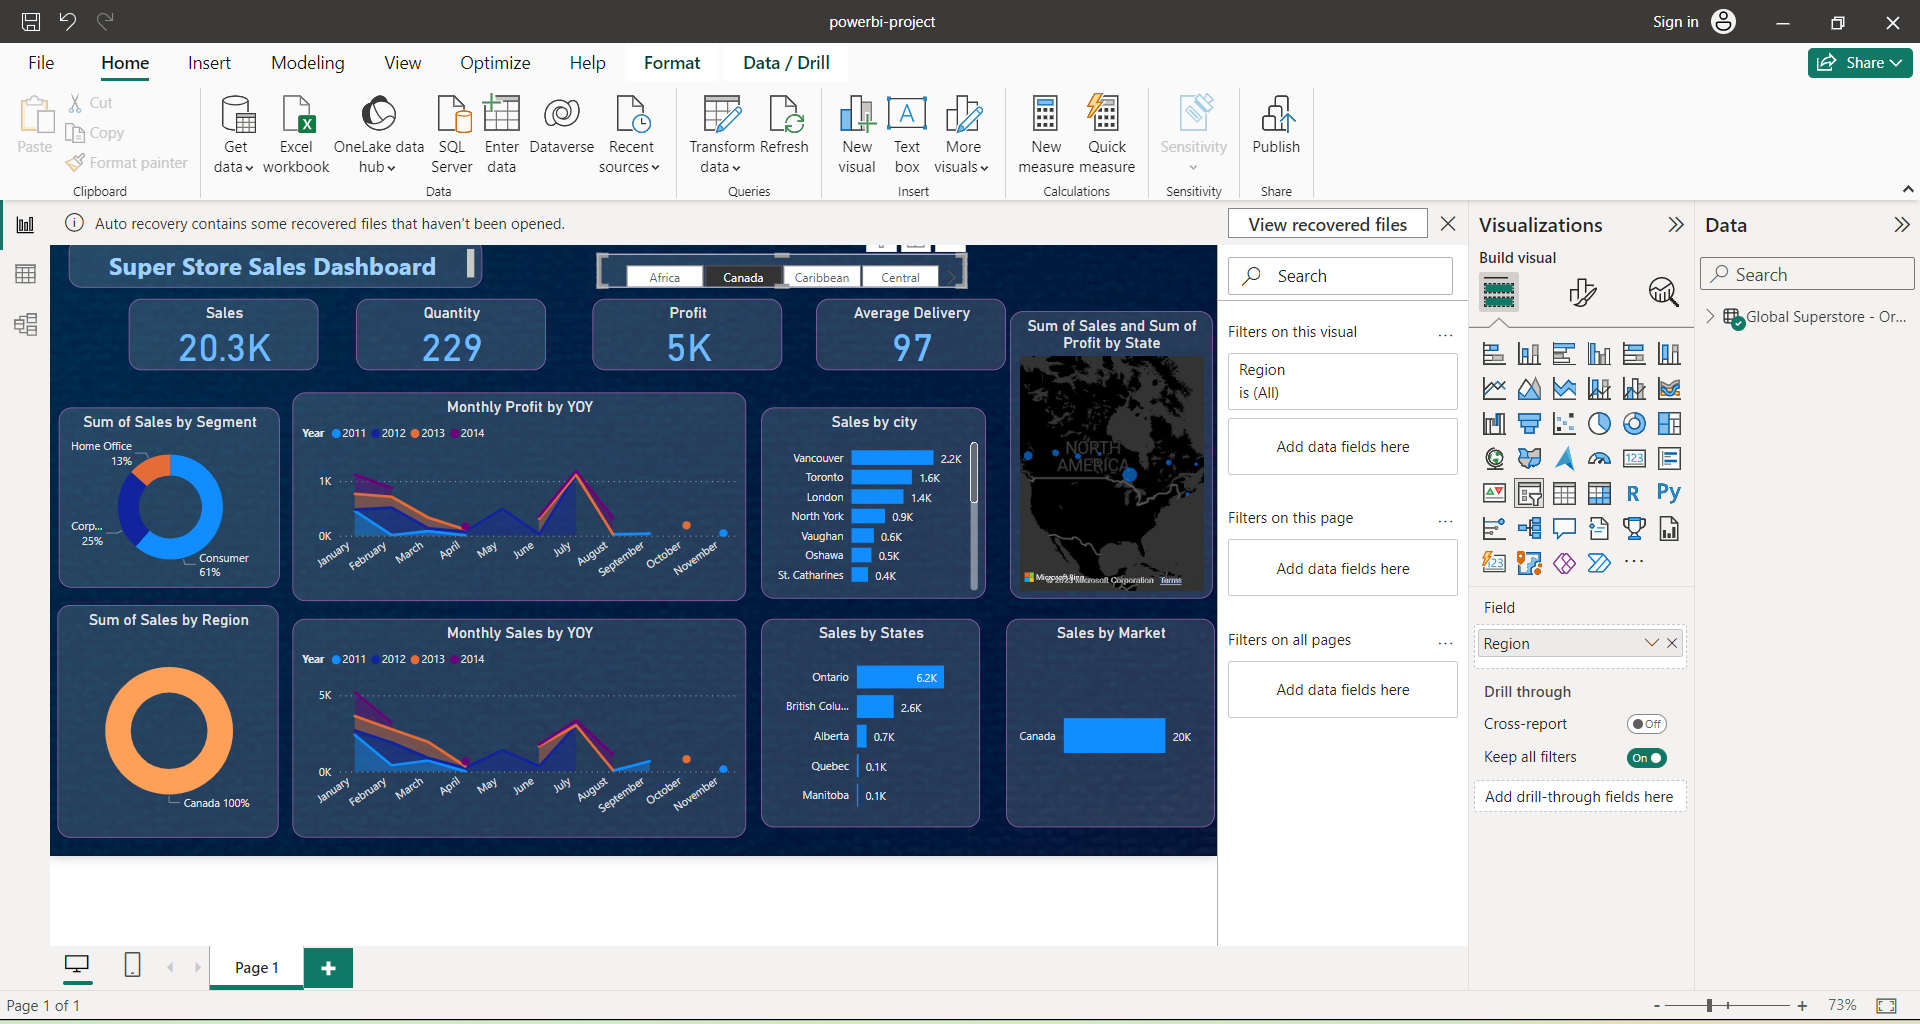 powerbi-project
Sign in
File Home Insert Modeling View Optimize Help Format Data / Drill
Share
Paste
Cut
Copy
Format painter
Clipboard
Get data
Excel workbook
OneLake data hub
SQL Server
Enter data
Dataverse
Recent sources
Data
Transform data
Refresh
Queries
New visual
Text box
More visuals
Insert
New measure
Quick measure
Calculations
Sensitivity
Sensitivity
Publish
Share
Auto recovery contains some recovered files that haven't been opened.
View recovered files
Super Store Sales Dashboard
Africa Canada Caribbean Central
Sales
20.3K
Quantity
229
Profit
5K
Average Delivery
97
Sum of Sales and Sum of
Profit by State
NORTH
AMERICA
© 2023 Microsoft Corporation Terms
Sum of Sales by Segment
Home Office
13%
Corp...
25%
Consumer
61%
Monthly Profit by YOY
Year 2011 2012 2013 2014
1K
0K
January February March April May June July August September October November
Sales by city
Vancouver 2.2K
Toronto 1.6K
London 1.4K
North York 0.9K
Vaughan 0.6K
Oshawa 0.5K
St. Catharines 0.4K
Sum of Sales by Region
Canada 100%
Monthly Sales by YOY
Year 2011 2012 2013 2014
5K
0K
January February March April May June July August September October November
Sales by States
Ontario 6.2K
British Colu... 2.6K
Alberta 0.7K
Quebec 0.1K
Manitoba 0.1K
Sales by Market
Canada 20K
Search
Filters on this visual ...
Region
is (All)
Add data fields here
Filters on this page ...
Add data fields here
Filters on all pages ...
Add data fields here
Visualizations
Build visual
123
R
Py
123
...
Field
Region
Drill through
Cross-report Off
Keep all filters On
Add drill-through fields here
Data
Search
Global Superstore - Or...
Page 1
Page 1 of 1
- + 73%